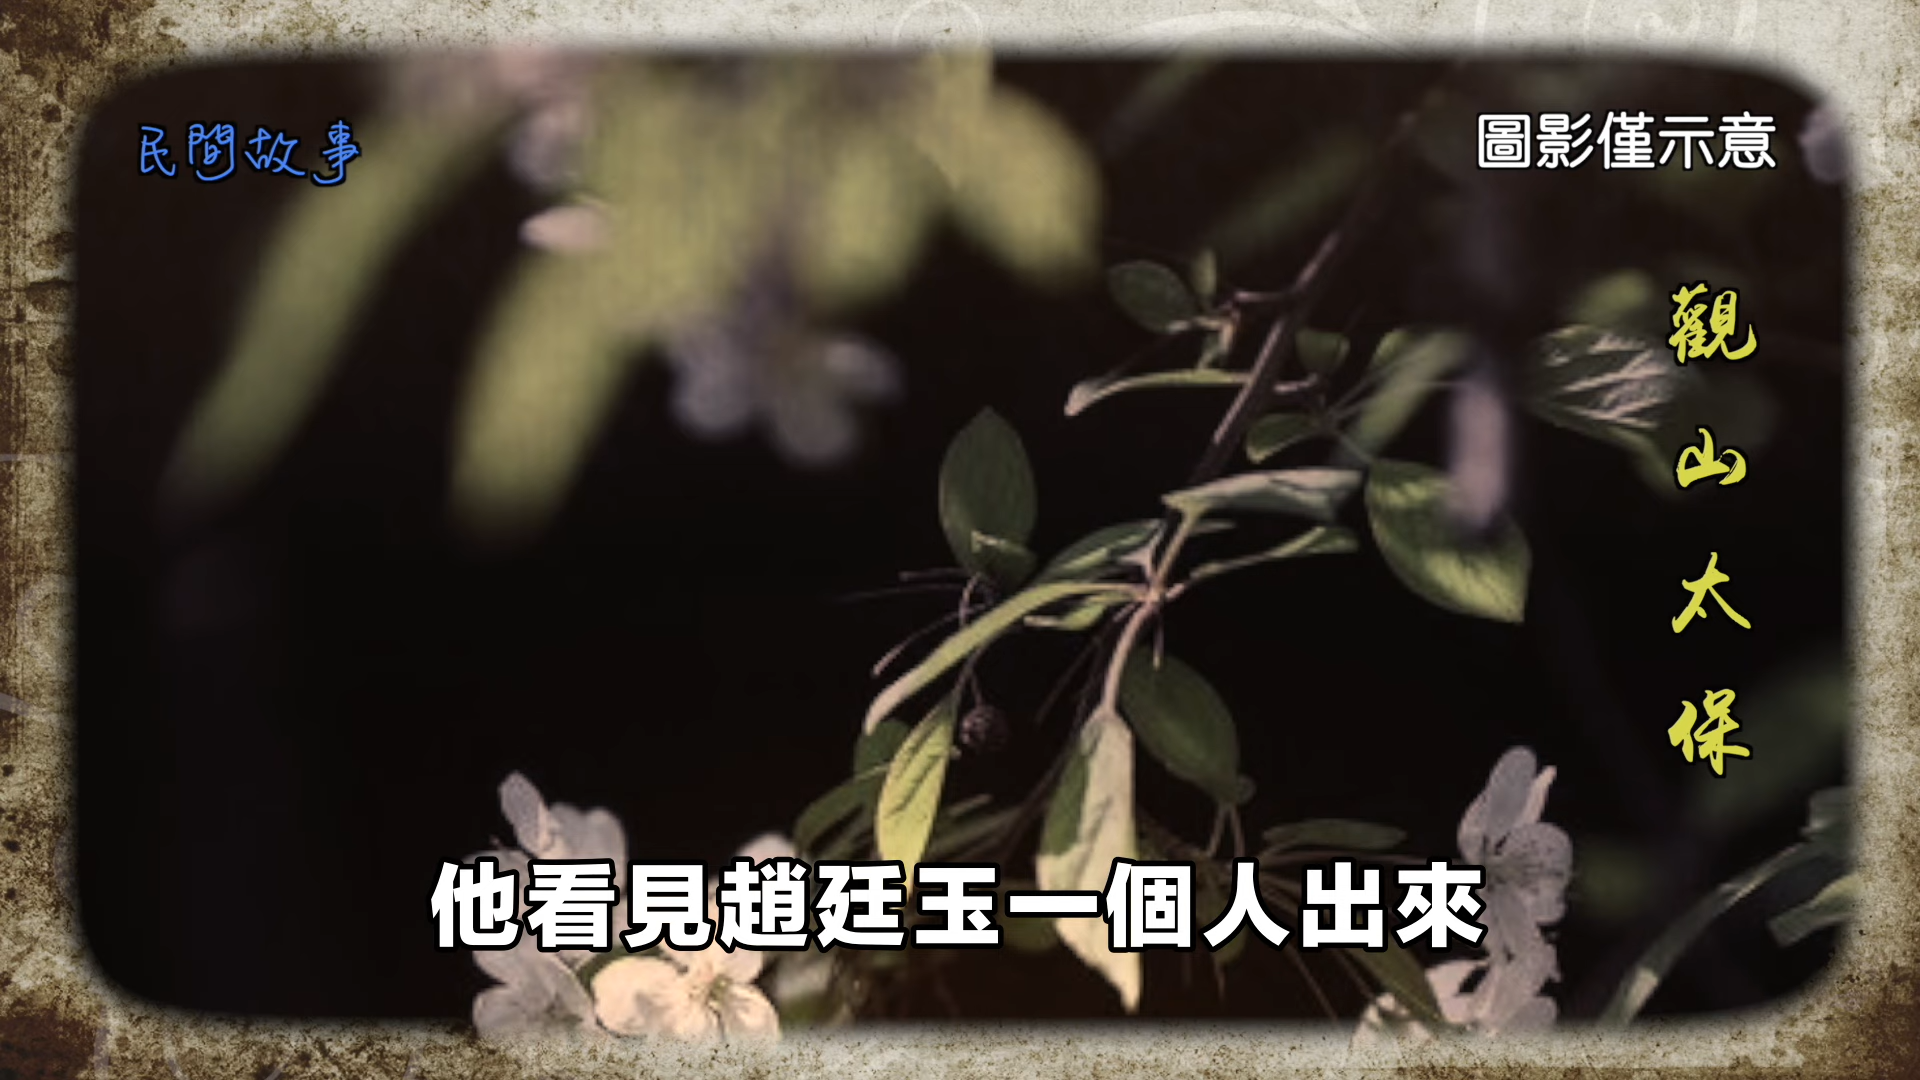 民間故事
圖影僅示意
觀山太保
他看見趙廷玉一個人出來